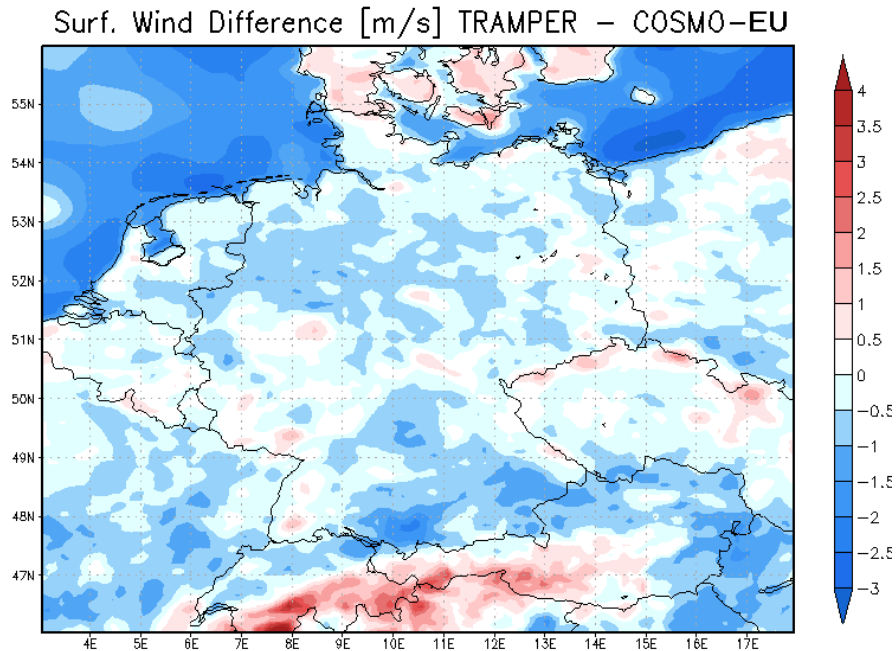 Surf. Wind Difference [m/s] TRAMPER – COSMO-EU
55N
54N
53N
52N
51N
50N
49N
48N
47N
4E 5E 6E 7E 8E 9E 10E 11E 12E 13E 14E 15E 16E 17E
4
3.5
3
2.5
2
1.5
1
0.5
0
-0.5
-1
-1.5
-2
-2.5
-3